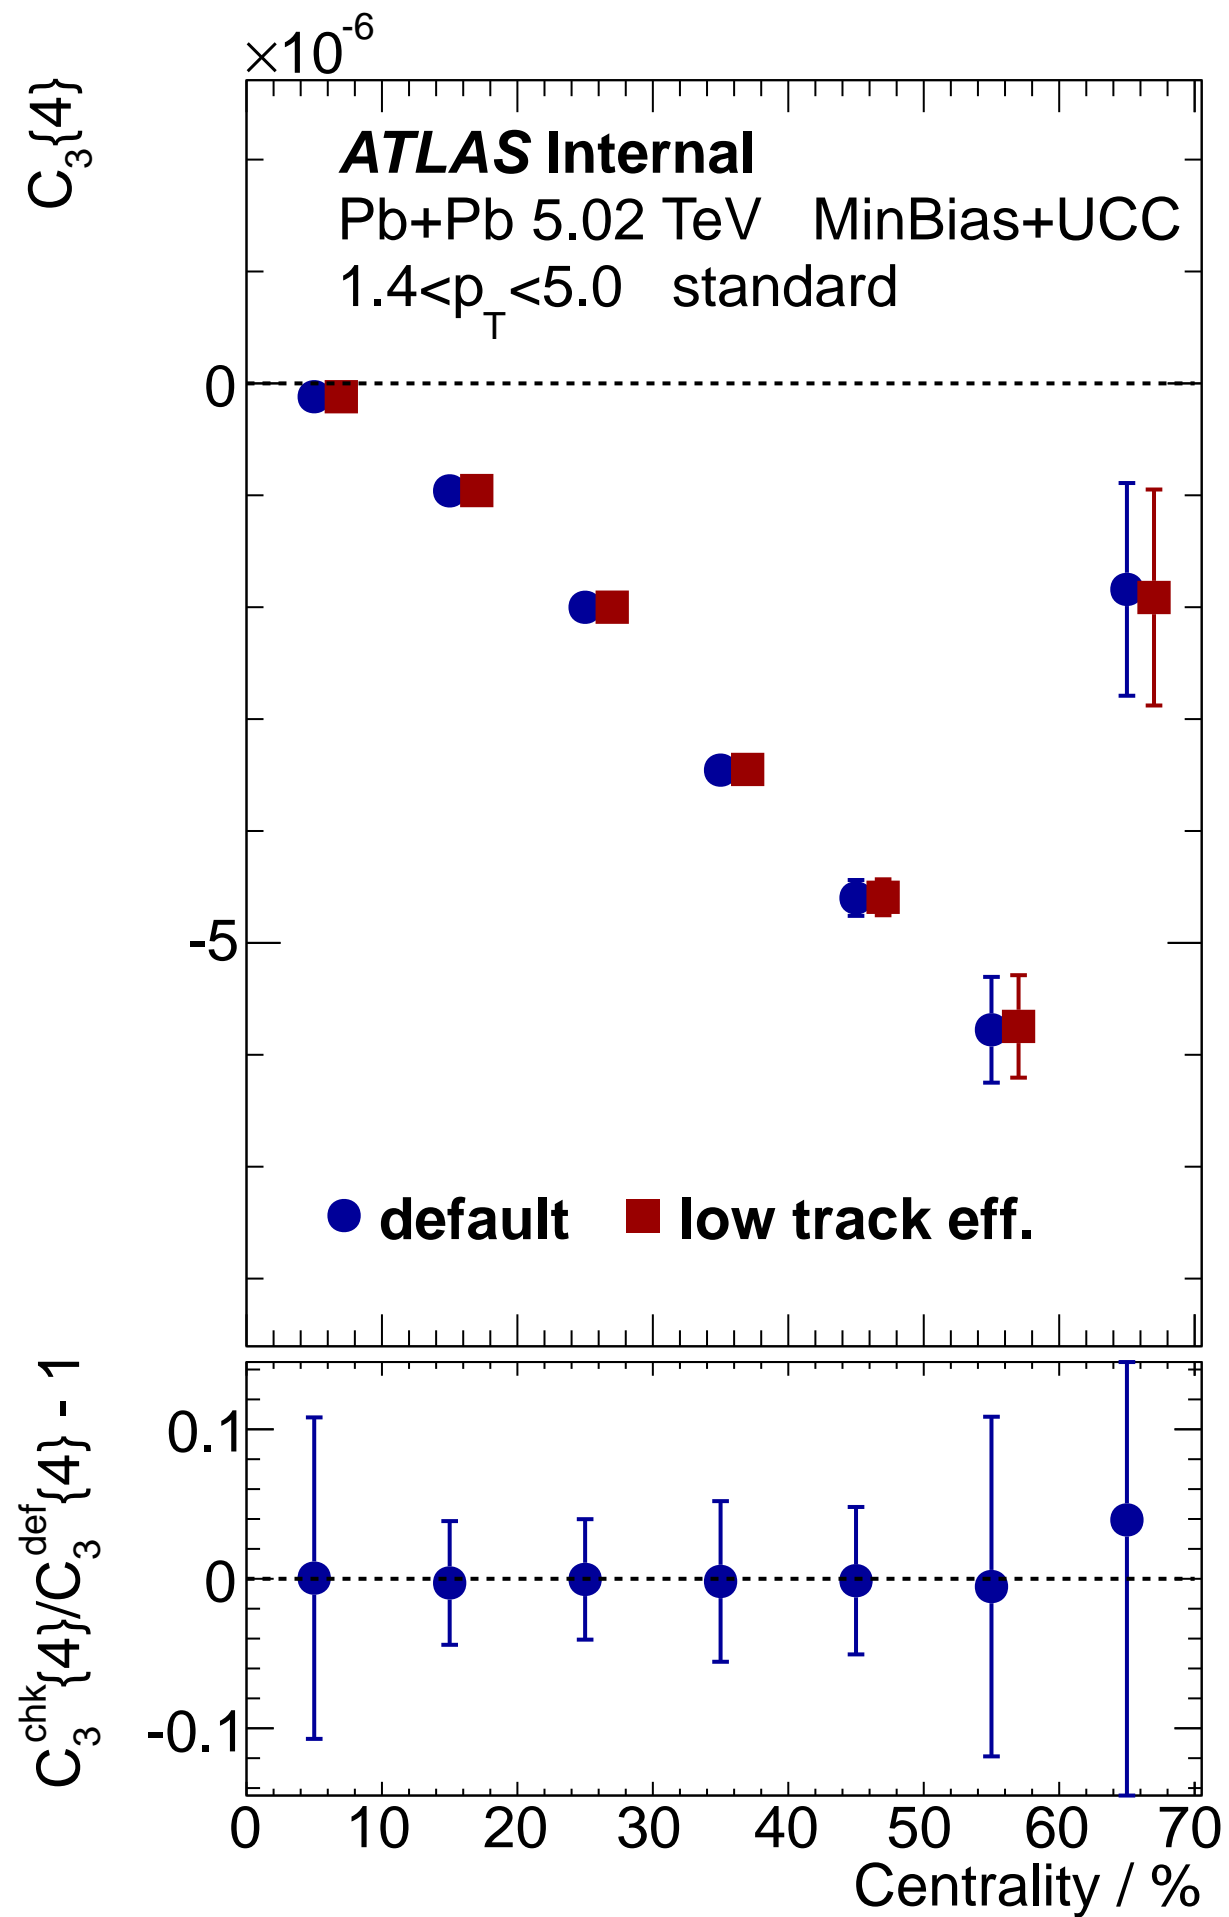 ×10⁻⁶
C₃{4}
ATLAS Internal
Pb+Pb 5.02 TeV MinBias+UCC
1.4<p_T<5.0 standard
0
-5
default low track eff.
C₃^chk{4}/C₃^def{4} - 1
0.1
0
-0.1
0 10 20 30 40 50 60 70
Centrality / %